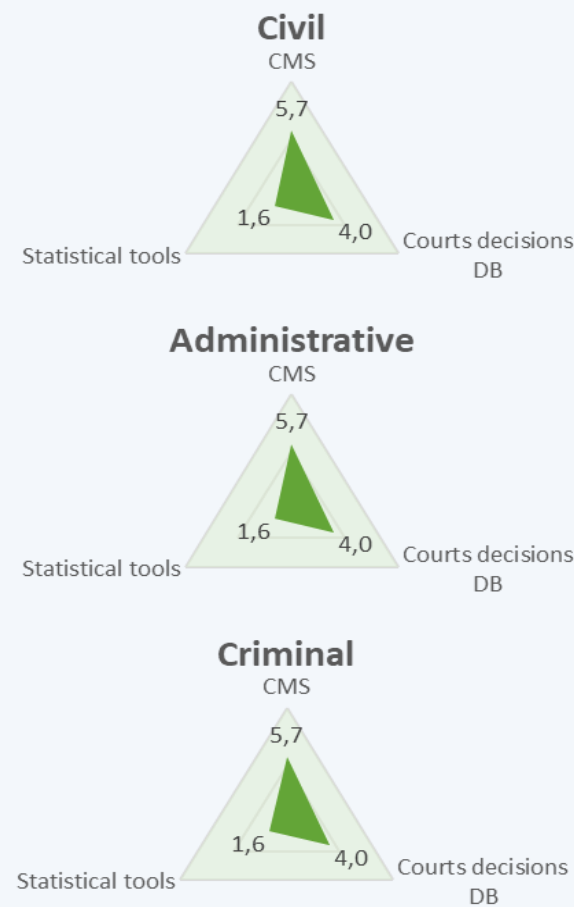 Civil
CMS
5,7
1,6
4,0
Statistical tools
Courts decisions
DB
Administrative
CMS
5,7
1,6
4,0
Statistical tools
Courts decisions
DB
Criminal
CMS
5,7
1,6
4,0
Statistical tools
Courts decisions
DB